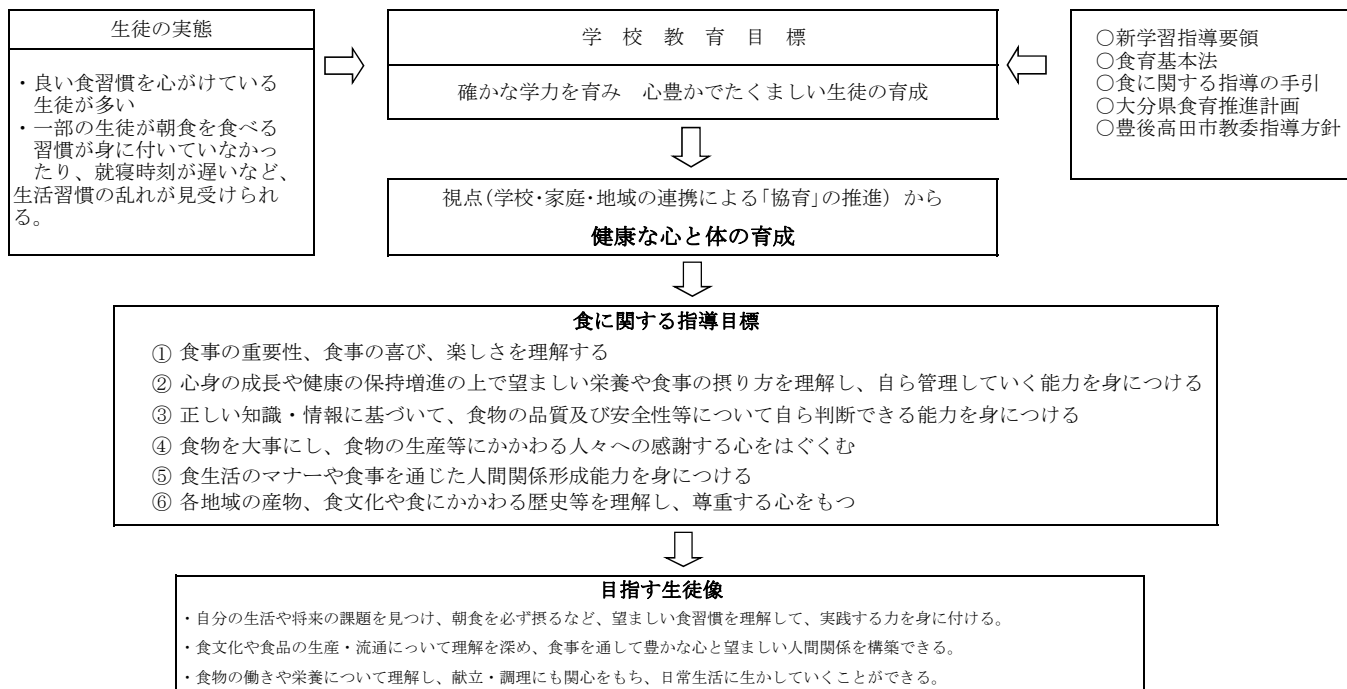 生徒の実態
・良い食習慣を心がけている
生徒が多い
・一部の生徒が朝食を食べる
習慣が身に付いていなかっ
たり、就寝時刻が遅いなど、
生活習慣の乱れが見受けられ
る。
学　校　教　育　目　標
確かな学力を育み　心豊かでたくましい生徒の育成
○新学習指導要領
○食育基本法
○食に関する指導の手引
○大分県食育推進計画
○豊後高田市教委指導方針
視点(学校・家庭・地域の連携による「協育」の推進) から
健康な心と体の育成
食に関する指導目標
① 食事の重要性、食事の喜び、楽しさを理解する
② 心身の成長や健康の保持増進の上で望ましい栄養や食事の摂り方を理解し、自ら管理していく能力を身につける
③ 正しい知識・情報に基づいて、食物の品質及び安全性等について自ら判断できる能力を身につける
④ 食物を大事にし、食物の生産等にかかわる人々への感謝する心をはぐくむ
⑤ 食生活のマナーや食事を通じた人間関係形成能力を身につける
⑥ 各地域の産物、食文化や食にかかわる歴史等を理解し、尊重する心をもつ
目指す生徒像
・自分の生活や将来の課題を見つけ、朝食を必ず摂るなど、望ましい食習慣を理解して、実践する力を身に付ける。
・食文化や食品の生産・流通にっいて理解を深め、食事を通して豊かな心と望ましい人間関係を構築できる。
・食物の働きや栄養について理解し、献立・調理にも関心をもち、日常生活に生かしていくことができる。